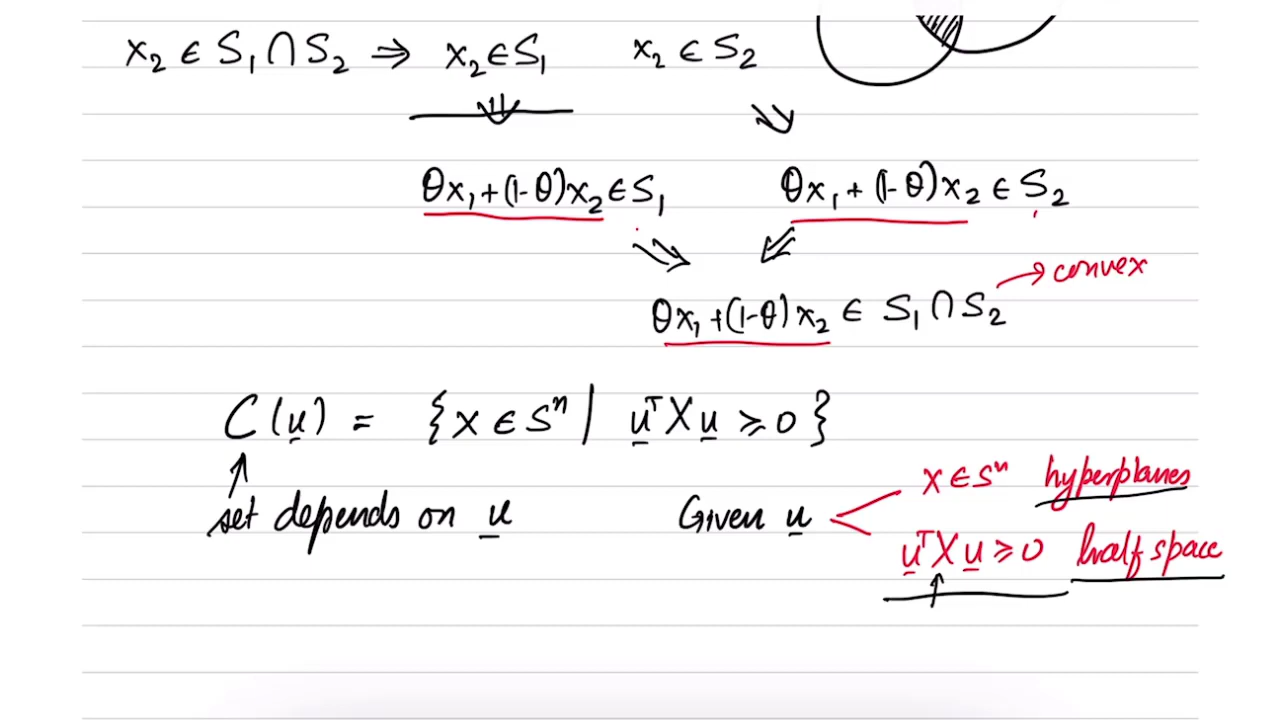 x₂ ∈ S₁ ∩ S₂ ⇒ x₂ ∈ S₁ x₂ ∈ S₂
θx₁ + (1-θ)x₂ ∈ S₁ θx₁ + (1-θ)x₂ ∈ S₂
convex
θx₁ + (1-θ)x₂ ∈ S₁ ∩ S₂
C(u) = {X ∈ Sⁿ | uᵀXu ≥ 0}
X ∈ Sⁿ hyperplanes
set depends on u Given u
uᵀXu ≥ 0 half space